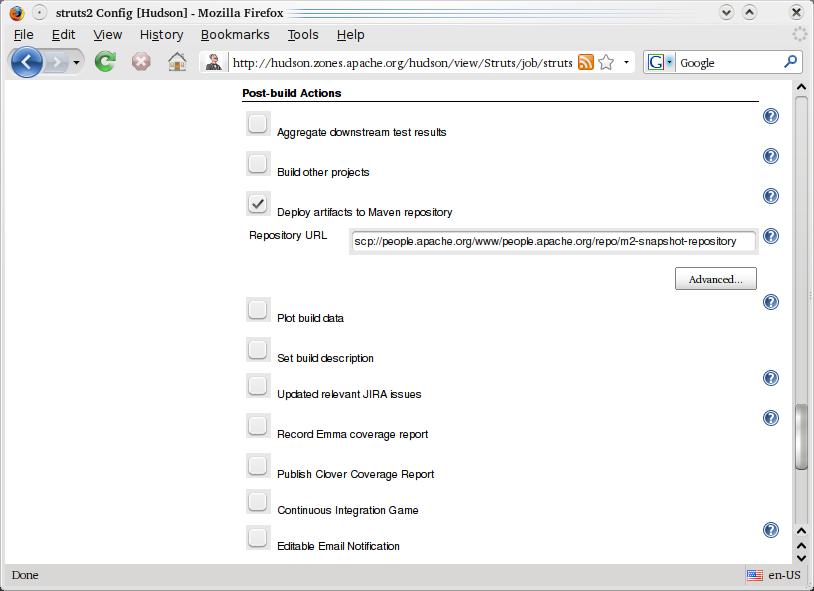 struts2 Config [Hudson] - Mozilla Firefox
File Edit View History Bookmarks Tools Help
http://hudson.zones.apache.org/hudson/view/Struts/job/struts
G Google
Post-build Actions
Aggregate downstream test results
Build other projects
Deploy artifacts to Maven repository
Repository URL scp://people.apache.org/www/people.apache.org/repo/m2-snapshot-repository
Advanced...
Plot build data
Set build description
Updated relevant JIRA issues
Record Emma coverage report
Publish Clover Coverage Report
Continuous Integration Game
Editable Email Notification
Done en-US